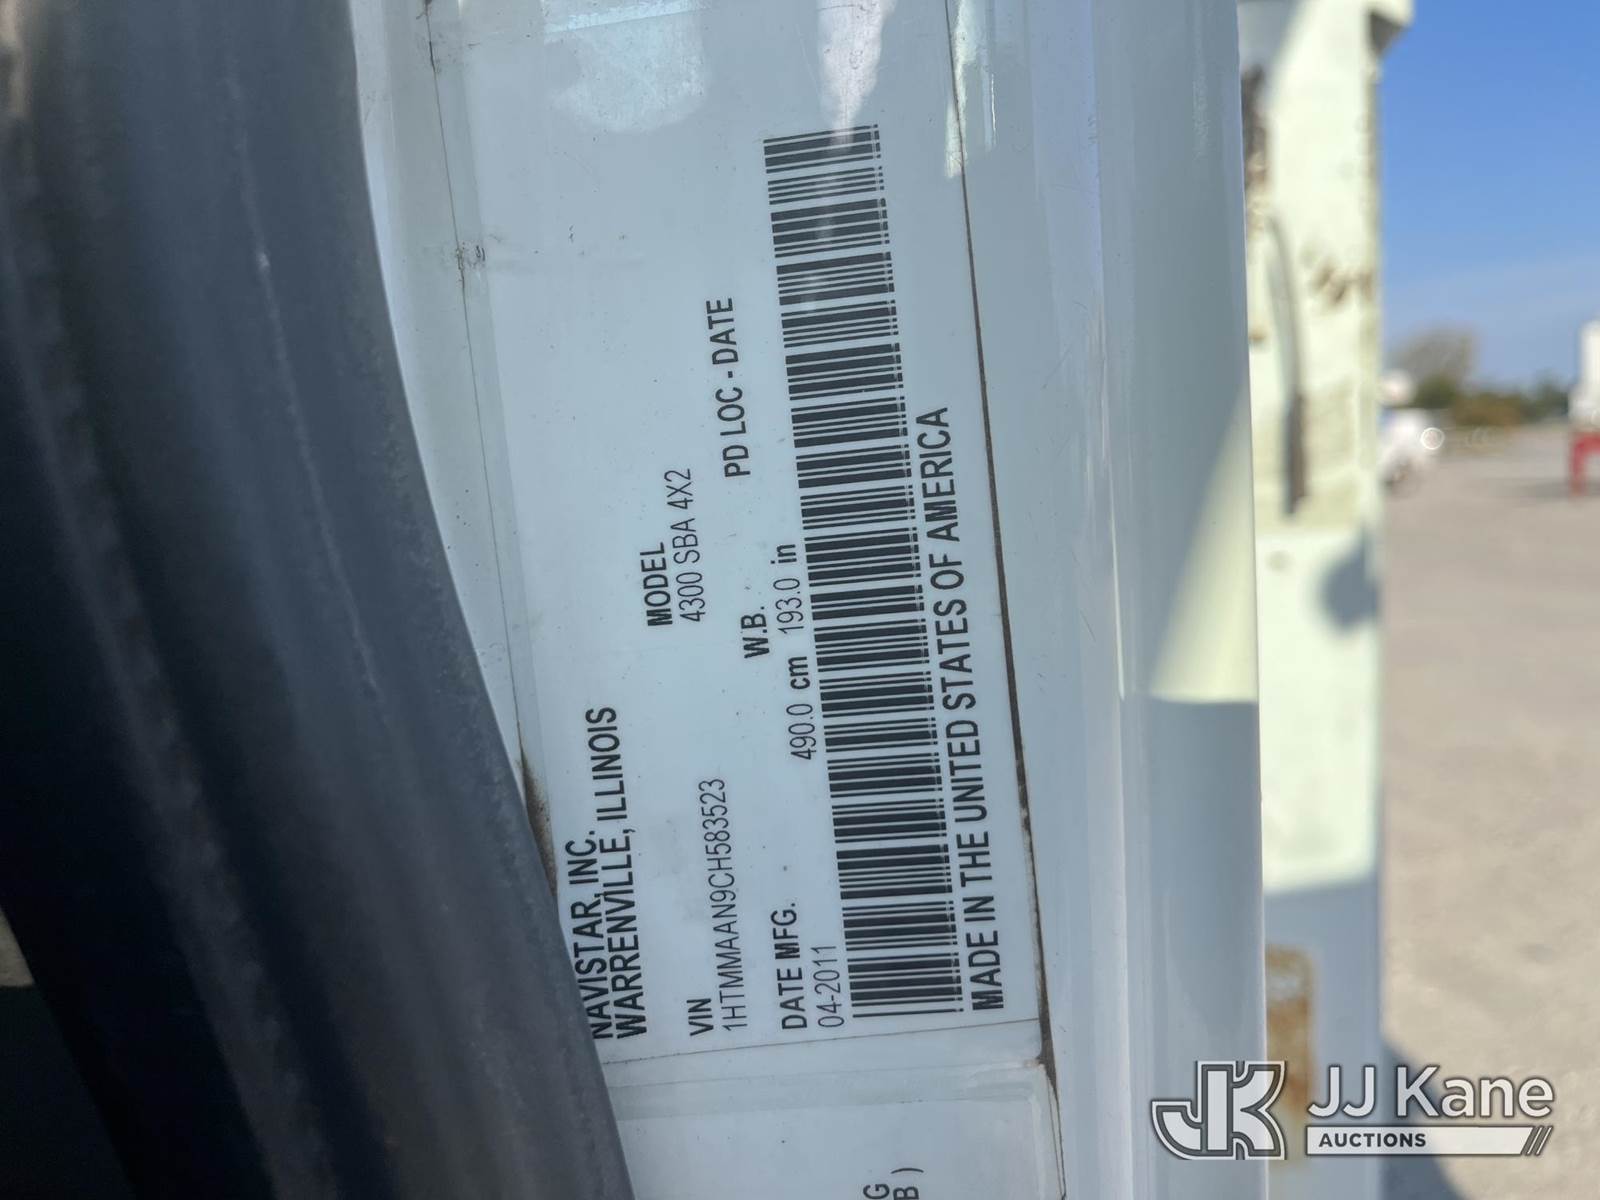 NAVISTAR, INC.
WARRENVILLE, ILLINOIS
MODEL
4300 SBA 4X2
VIN
1HTMMAAN9CH583523
W.B.
PD LOC - DATE
DATE MFG.
04-2011
490.0 cm 193.0 in
MADE IN THE UNITED STATES OF AMERICA
G
B )
JK
JJ Kane
AUCTIONS